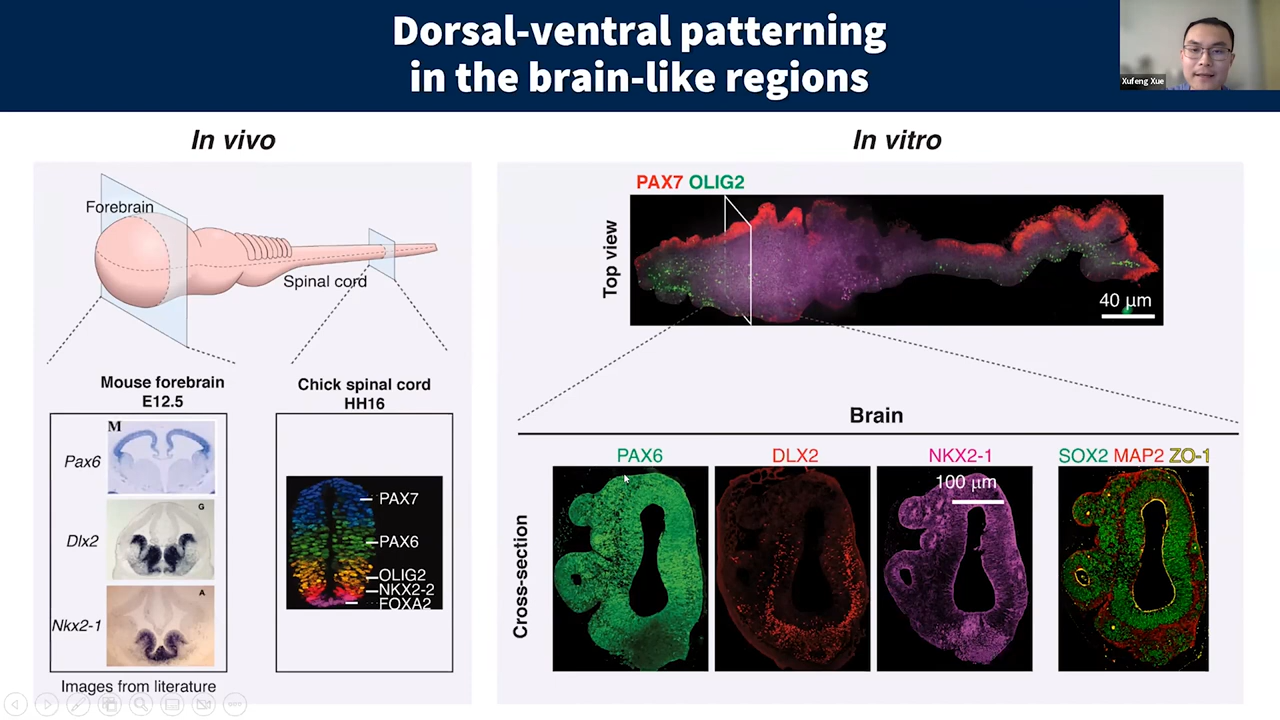 Dorsal-ventral patterning
in the brain-like regions
Xufeng Xue
In vivo
In vitro
Forebrain
Spinal cord
Mouse forebrain
E12.5
Chick spinal cord
HH16
Pax6
M
Dlx2
G
Nkx2-1
A
PAX7
PAX6
OLIG2
NKX2-2
FOXA2
Images from literature
PAX7 OLIG2
Top view
40 μm
Brain
PAX6
DLX2
NKX2-1
SOX2 MAP2 ZO-1
100 μm
Cross-section